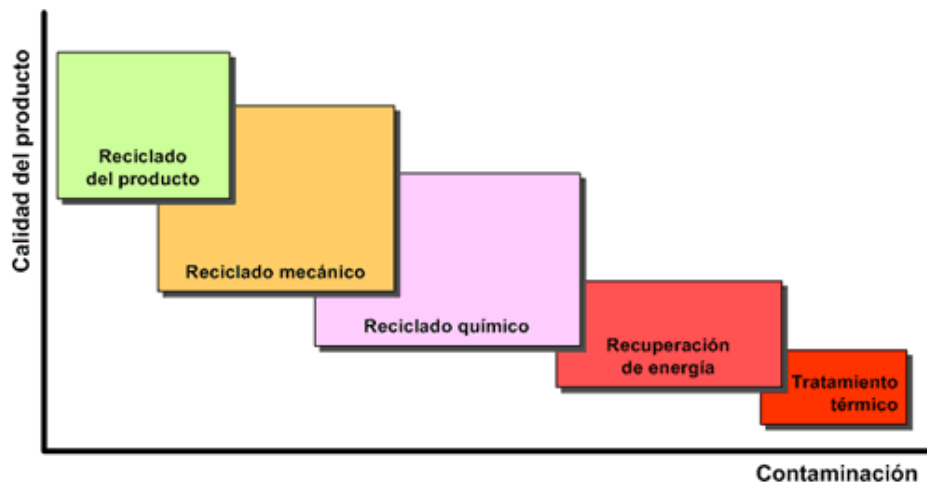 Calidad del producto
Reciclado
del producto
Reciclado mecánico
Reciclado químico
Recuperación
de energía
Tratamiento
térmico
Contaminación